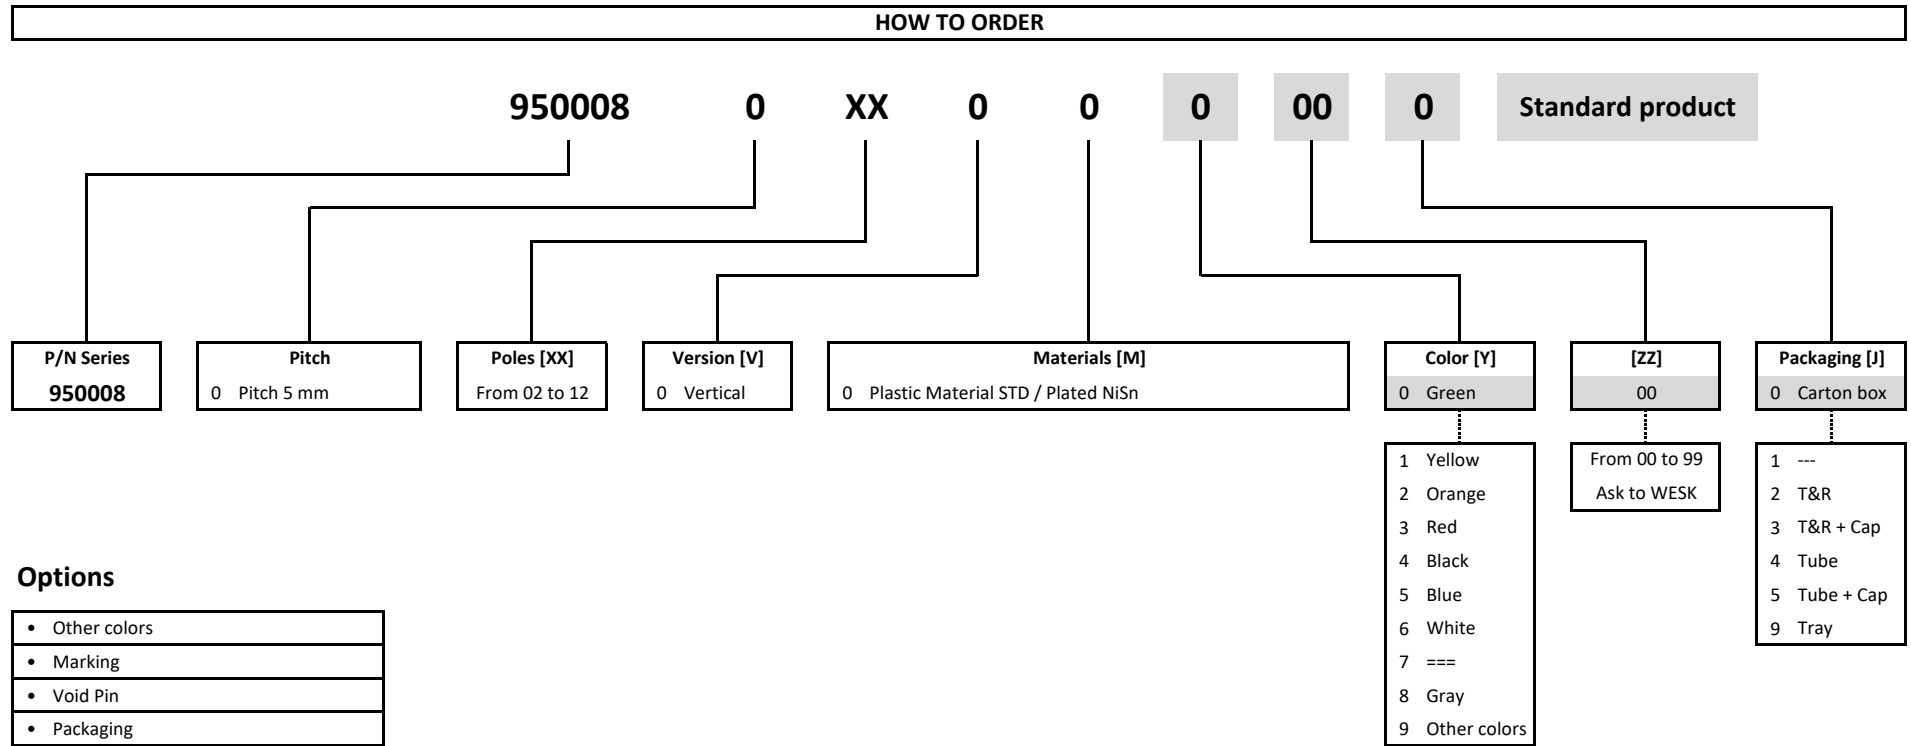 HOW TO ORDER
950008 0 XX 0 0 0 00 0 Standard product
P/N Series Pitch Poles [XX] Version [V] Materials [M] Color [Y] [ZZ] Packaging [J]
950008 0 Pitch 5 mm From 02 to 12 0 Vertical 0 Plastic Material STD / Plated NiSn 0 Green 00 0 Carton box
1 Yellow From 00 to 99 1 ---
2 Orange Ask to WESK 2 T&R
3 Red 3 T&R + Cap
4 Black 4 Tube
Options
5 Blue 5 Tube + Cap
• Other colors 6 White 9 Tray
• Marking 7 ===
• Void Pin 8 Gray
• Packaging 9 Other colors